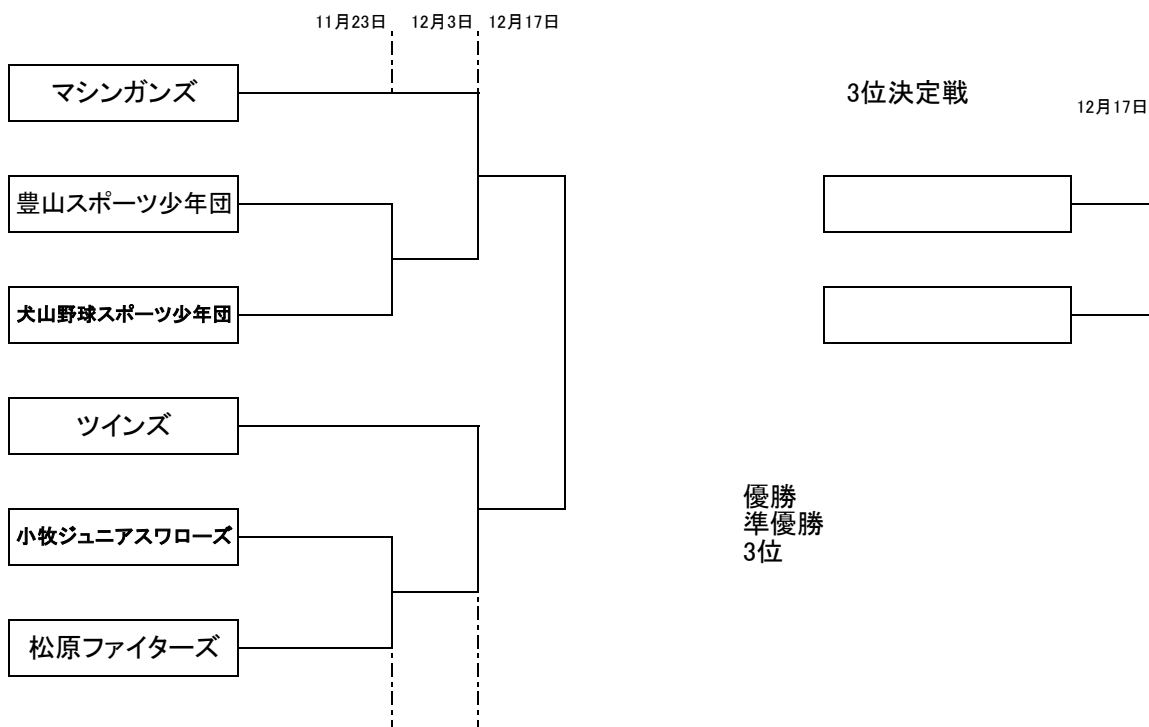 11月23日 12月3日 12月17日
マシンガンズ
3位決定戦
12月17日
豊山スポーツ少年団
犬山野球スポーツ少年団
ツインズ
優勝
準優勝
3位
小牧ジュニアスワローズ
松原ファイターズ